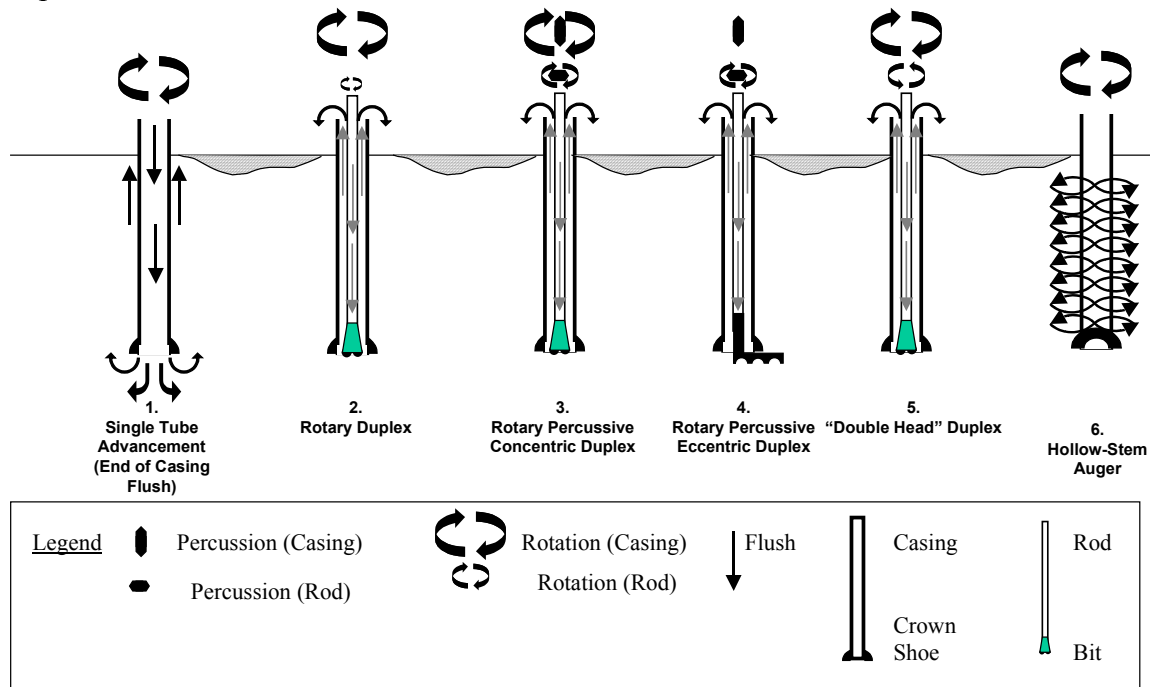 1.
Single Tube
Advancement
(End of Casing
Flush)
2.
Rotary Duplex
3.
Rotary Percussive
Concentric Duplex
4.
Rotary Percussive
Eccentric Duplex
5.
“Double Head” Duplex
6.
Hollow-Stem
Auger
Legend
Percussion (Casing)
Percussion (Rod)
Rotation (Casing)
Rotation (Rod)
Flush
Casing
Crown
Shoe
Rod
Bit